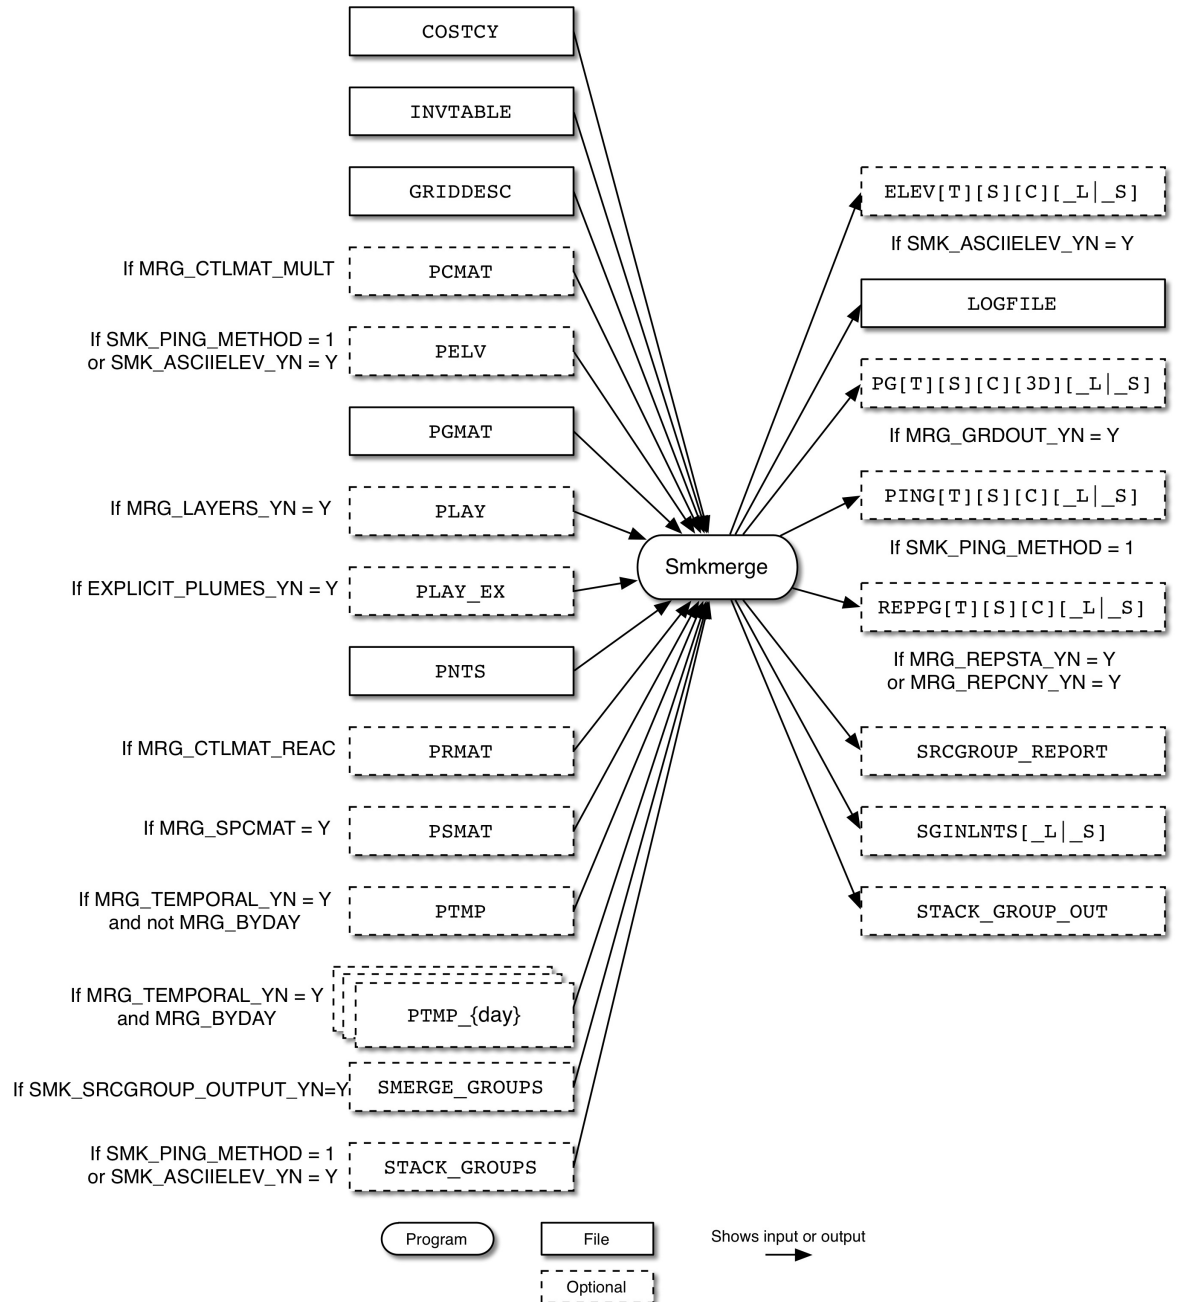 COSTCY
INVTABLE
GRIDDESC
If MRG_CTLMAT_MULT
PCMAT
If SMK_PING_METHOD = 1
or SMK_ASCIIELEV_YN = Y
PELV
PGMAT
If MRG_LAYERS_YN = Y
PLAY
If EXPLICIT_PLUMES_YN = Y
PLAY_EX
PNTS
If MRG_CTLMAT_REAC
PRMAT
If MRG_SPCMAT = Y
PSMAT
If MRG_TEMPORAL_YN = Y
and not MRG_BYDAY
PTMP
If MRG_TEMPORAL_YN = Y
and MRG_BYDAY
PTMP_{day}
If SMK_SRCGROUP_OUTPUT_YN=Y
SMERGE_GROUPS
If SMK_PING_METHOD = 1
or SMK_ASCIIELEV_YN = Y
STACK_GROUPS
Smkmerge
ELEV[T][S][C][_L|_S]
If SMK_ASCIIELEV_YN = Y
LOGFILE
PG[T][S][C][3D][_L|_S]
If MRG_GRDOUT_YN = Y
PING[T][S][C][_L|_S]
If SMK_PING_METHOD = 1
REPPG[T][S][C][_L|_S]
If MRG_REPSTA_YN = Y
or MRG_REPCNY_YN = Y
SRCGROUP_REPORT
SGINLNTS[_L|_S]
STACK_GROUP_OUT
Program
File
Optional
Shows input or output